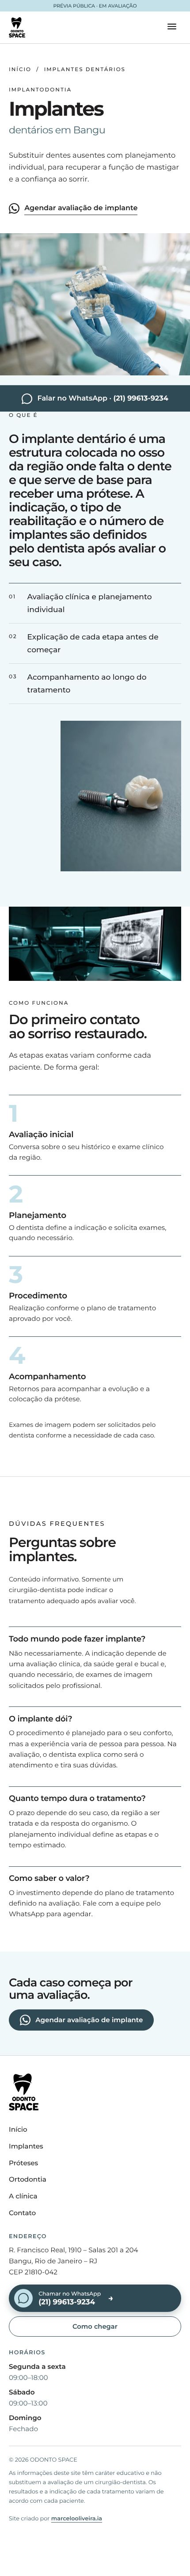 PRÉVIA PÚBLICA · EM AVALIAÇÃO
ODONTO
SPACE
INÍCIO / IMPLANTES DENTÁRIOS
IMPLANTODONTIA
Implantes
dentários em Bangu
Substituir dentes ausentes com planejamento
individual, para recuperar a função de mastigar
e a confiança ao sorrir.
Agendar avaliação de implante
Falar no WhatsApp · (21) 99613-9234
O QUE É
O implante dentário é uma
estrutura colocada no osso
da região onde falta o dente
e que serve de base para
receber uma prótese. A
indicação, o tipo de
reabilitação e o número de
implantes são definidos
pelo dentista após avaliar o
seu caso.
01 Avaliação clínica e planejamento
individual
02 Explicação de cada etapa antes de
começar
03 Acompanhamento ao longo do
tratamento
COMO FUNCIONA
Do primeiro contato
ao sorriso restaurado.
As etapas exatas variam conforme cada
paciente. De forma geral:
1
Avaliação inicial
Conversa sobre o seu histórico e exame clínico
da região.
2
Planejamento
O dentista define a indicação e solicita exames,
quando necessário.
3
Procedimento
Realização conforme o plano de tratamento
aprovado por você.
4
Acompanhamento
Retornos para acompanhar a evolução e a
colocação da prótese.
Exames de imagem podem ser solicitados pelo
dentista conforme a necessidade de cada caso.
DÚVIDAS FREQUENTES
Perguntas sobre
implantes.
Conteúdo informativo. Somente um
cirurgião-dentista pode indicar o
tratamento adequado após avaliar você.
Todo mundo pode fazer implante?
Não necessariamente. A indicação depende de
uma avaliação clínica, da saúde geral e bucal e,
quando necessário, de exames de imagem
solicitados pelo profissional.
O implante dói?
O procedimento é planejado para o seu conforto,
mas a experiência varia de pessoa para pessoa. Na
avaliação, o dentista explica como será o
atendimento e tira suas dúvidas.
Quanto tempo dura o tratamento?
O prazo depende do seu caso, da região a ser
tratada e da resposta do organismo. O
planejamento individual define as etapas e o
tempo estimado.
Como saber o valor?
O investimento depende do plano de tratamento
definido na avaliação. Fale com a equipe pelo
WhatsApp para agendar.
Cada caso começa por
uma avaliação.
Agendar avaliação de implante
ODONTO
SPACE
Início
Implantes
Próteses
Ortodontia
A clínica
Contato
ENDEREÇO
R. Francisco Real, 1910 – Salas 201 a 204
Bangu, Rio de Janeiro – RJ
CEP 21810-042
Chamar no WhatsApp
(21) 99613-9234 →
Como chegar
HORÁRIOS
Segunda a sexta
09:00–18:00
Sábado
09:00–13:00
Domingo
Fechado
© 2026 ODONTO SPACE
As informações deste site têm caráter educativo e não
substituem a avaliação de um cirurgião-dentista. Os
resultados e a indicação de cada tratamento variam de
acordo com cada paciente.
Site criado por marcelooliveira.ia